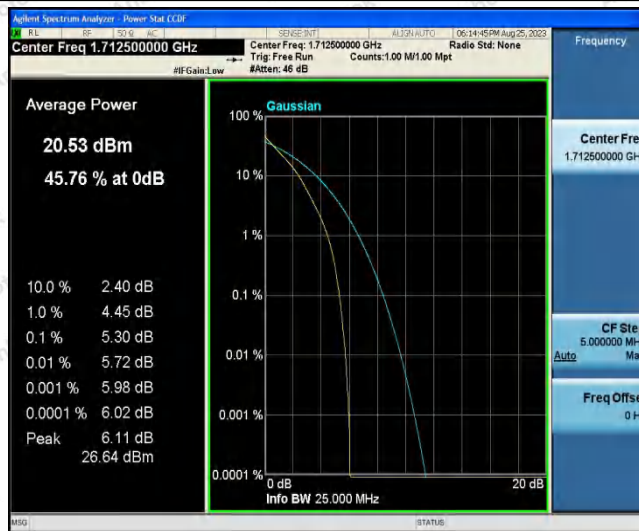 Agilent Spectrum Analyzer - Power Stat CCDF
RL RF 50 Ω AC SENSE:INT ALIGN AUTO 06:14:45 PM Aug 25, 2023
Center Freq 1.712500000 GHz
Center Freq: 1.712500000 GHz Radio Std: None
Trig: Free Run Counts:1.00 M/1.00 Mpt
#IFGain:Low #Atten: 46 dB
Frequency
Average Power
20.53 dBm
45.76 % at 0dB
10.0 % 2.40 dB
1.0 % 4.45 dB
0.1 % 5.30 dB
0.01 % 5.72 dB
0.001 % 5.98 dB
0.0001 % 6.02 dB
Peak 6.11 dB
26.64 dBm
Gaussian
100 %
10 %
1 %
0.1 %
0.01 %
0.001 %
0.0001 %
0 dB 20 dB
Info BW 25.000 MHz
Center Fre
1.712500000 GH
CF Ste
5.000000 MH
Auto Ma
Freq Offse
0 H
MSG STATUS